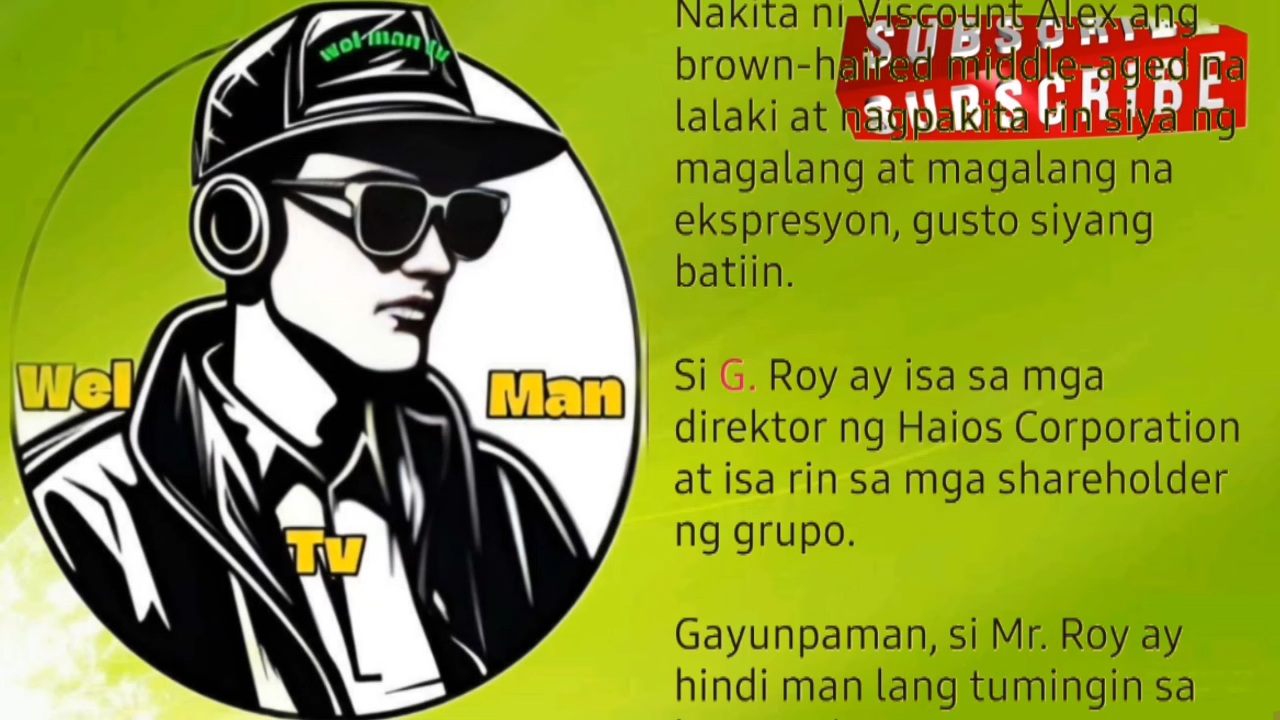 wel man tv
Wel
Man
Tv
SUBSCRIBE
SUBSCRIBE
Nakita ni Viscount Alex ang
brown-haired middle-aged na
lalaki at nagpakita rin siya ng
magalang at magalang na
ekspresyon, gusto siyang
batiin.
Si G. Roy ay isa sa mga
direktor ng Haios Corporation
at isa rin sa mga shareholder
ng grupo.
Gayunpaman, si Mr. Roy ay
hindi man lang tumingin sa